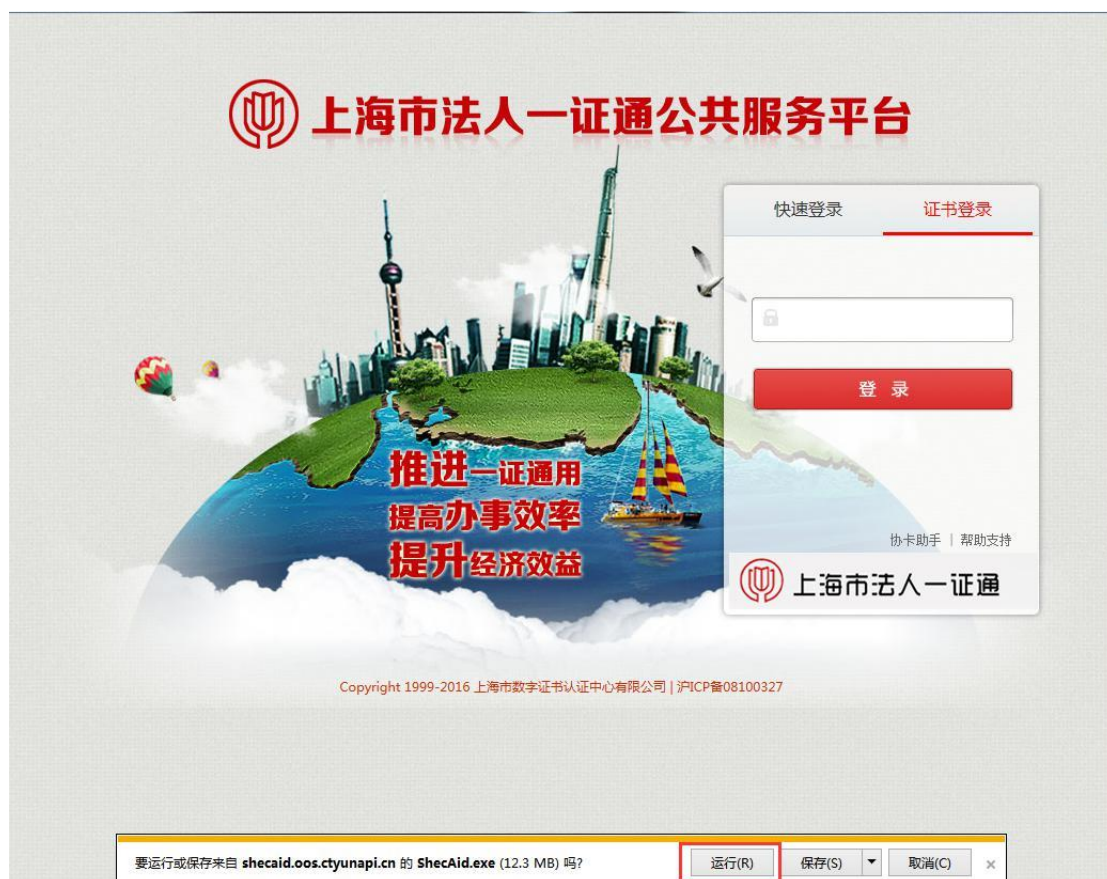 上海市法人一证通公共服务平台
快速登录 证书登录
登 录
推进一证通用
提高办事效率
提升经济效益
协卡助手 | 帮助支持
上海市法人一证通
Copyright 1999-2016 上海市数字证书认证中心有限公司 | 沪ICP备08100327
要运行或保存来自 shecaid.oos.ctyunapi.cn 的 ShecAid.exe (12.3 MB) 吗? 运行(R) 保存(S) 取消(C)